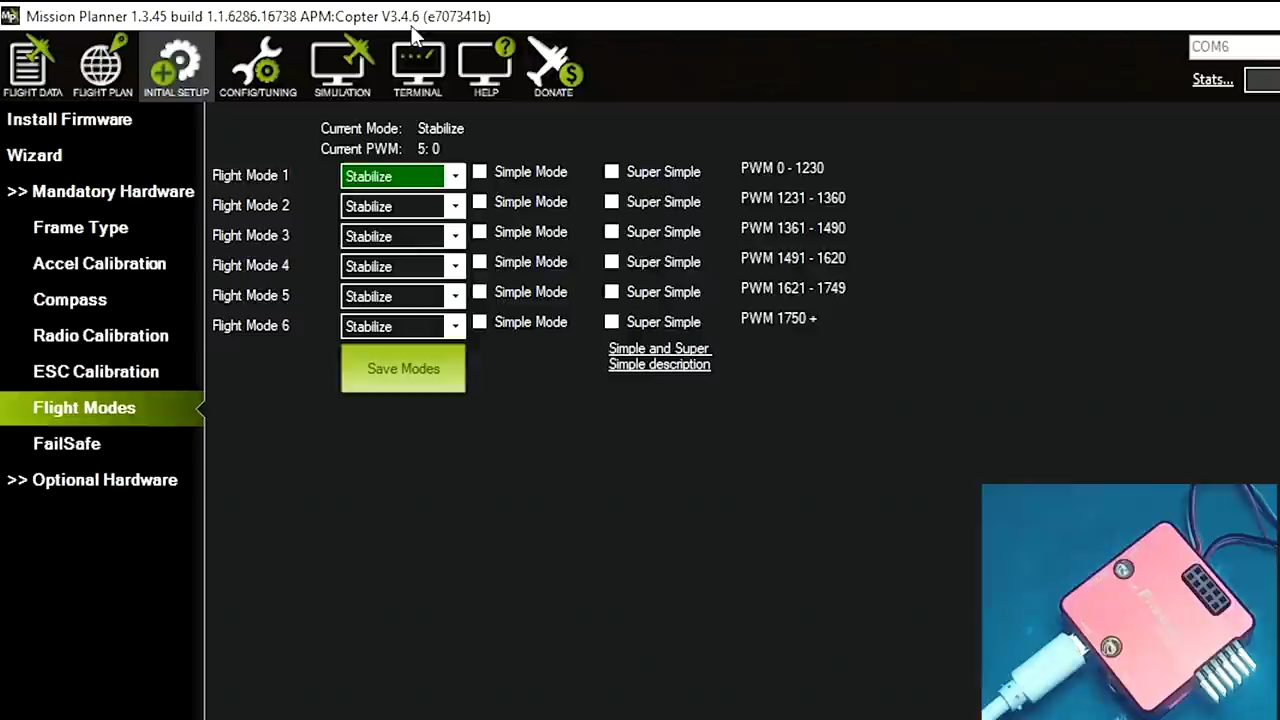 Mission Planner 1.3.45 build 1.1.6286.16738 APM:Copter V3.4.6 (e707341b)
FLIGHT DATA FLIGHT PLAN INITIAL SETUP CONFIG/TUNING SIMULATION TERMINAL HELP DONATE
COM6
Stats...
Install Firmware
Wizard
>> Mandatory Hardware
Frame Type
Accel Calibration
Compass
Radio Calibration
ESC Calibration
Flight Modes
FailSafe
>> Optional Hardware
Current Mode: Stabilize
Current PWM: 5: 0
Flight Mode 1 Stabilize Simple Mode Super Simple PWM 0 - 1230
Flight Mode 2 Stabilize Simple Mode Super Simple PWM 1231 - 1360
Flight Mode 3 Stabilize Simple Mode Super Simple PWM 1361 - 1490
Flight Mode 4 Stabilize Simple Mode Super Simple PWM 1491 - 1620
Flight Mode 5 Stabilize Simple Mode Super Simple PWM 1621 - 1749
Flight Mode 6 Stabilize Simple Mode Super Simple PWM 1750 +
Save Modes
Simple and Super
Simple description